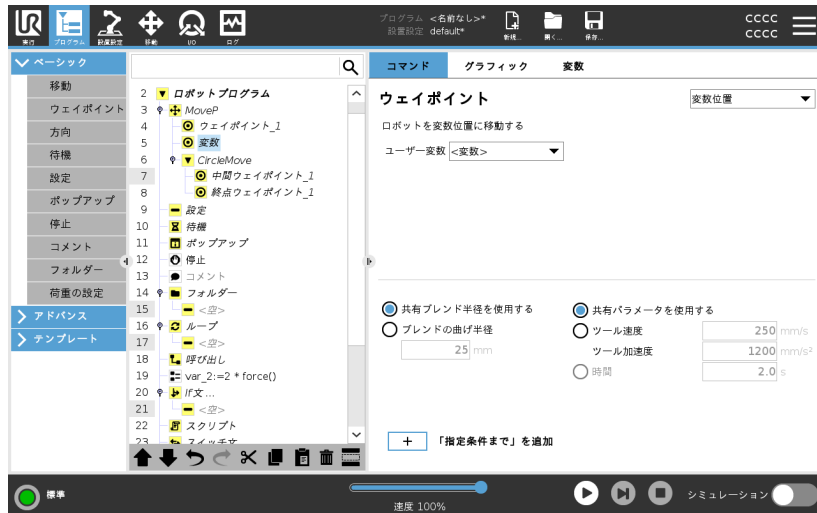 UR
実行
プログラム
設置設定
移動
I/O
ログ
プログラム <名前なし>*
設置設定 default*
新規...
開く...
保存...
CCCC
CCCC
ベーシック
移動
ウェイポイント
方向
待機
設定
ポップアップ
停止
コメント
フォルダー
荷重の設定
アドバンス
テンプレート
2 ロボットプログラム
3 MoveP
4 ウェイポイント_1
5 変数
6 CircleMove
7 中間ウェイポイント_1
8 終点ウェイポイント_1
9 設定
10 待機
11 ポップアップ
12 停止
13 コメント
14 フォルダー
15 <空>
16 ループ
17 <空>
18 呼び出し
19 var_2:=2 * force()
20 if文...
21 <空>
22 スクリプト
23 スイッチ文
コマンド グラフィック 変数
ウェイポイント 変数位置
ロボットを変数位置に移動する
ユーザー変数 <変数>
共有ブレンド半径を使用する
ブレンドの曲げ半径
25 mm
共有パラメータを使用する
ツール速度 250 mm/s
ツール加速度 1200 mm/s²
時間 2.0 s
+ 「指定条件まで」を追加
標準
速度 100%
シミュレーション